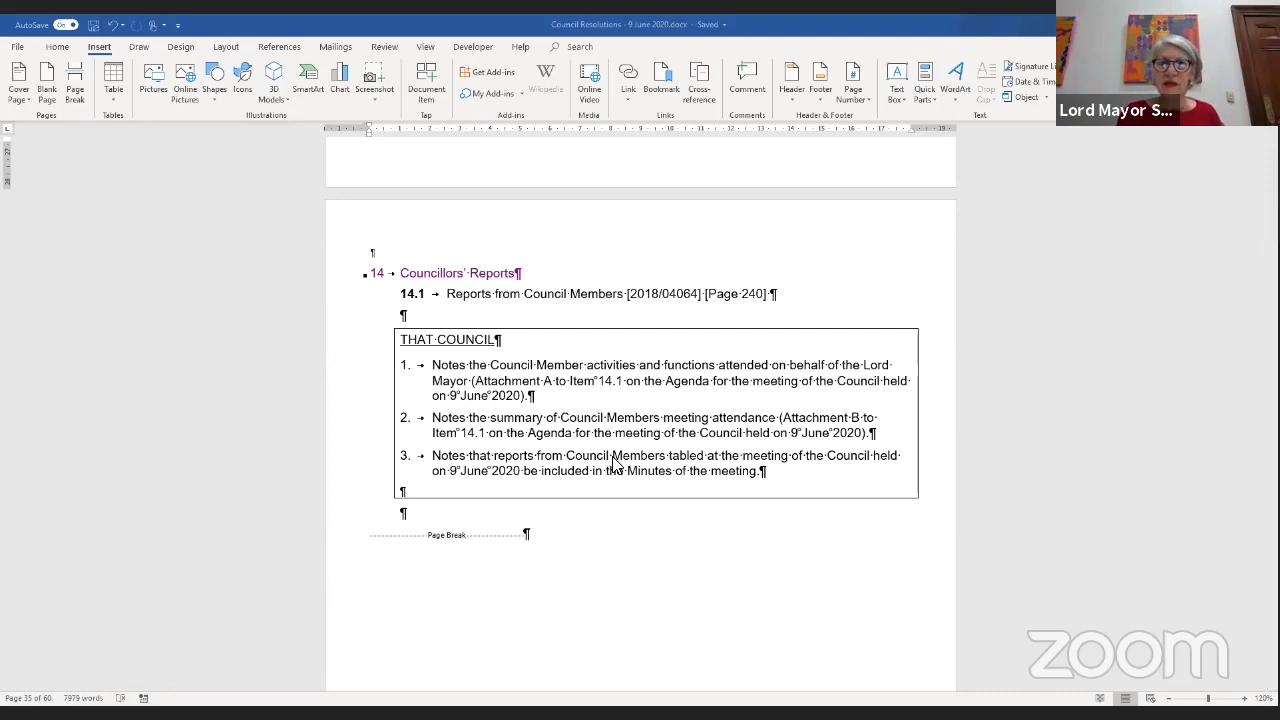 AutoSave On
Council Resolutions - 9 June 2020.docx - Saved
File Home Insert Draw Design Layout References Mailings Review View Developer Help Search
Cover Page
Blank Page
Page Break
Table
Pictures
Online Pictures
Shapes
Icons
3D Models
SmartArt
Chart
Screenshot
Document Item
Get Add-ins
My Add-ins
Wikipedia
Online Video
Link
Bookmark
Cross-reference
Comment
Header
Footer
Page Number
Text Box
Quick Parts
WordArt
Drop Cap
Signature Li
Date & Tim
Object
Pages Tables Illustrations Tap Add-ins Media Links Comments Header & Footer Text
Lord Mayor S...
14 Councillors' Reports
14.1 Reports from Council Members [2018/04064] [Page 240]
THAT COUNCIL
1. Notes the Council Member activities and functions attended on behalf of the Lord
Mayor (Attachment A to Item 14.1 on the Agenda for the meeting of the Council held
on 9 June 2020).
2. Notes the summary of Council Members meeting attendance (Attachment B to
Item 14.1 on the Agenda for the meeting of the Council held on 9 June 2020).
3. Notes that reports from Council Members tabled at the meeting of the Council held
on 9 June 2020 be included in the Minutes of the meeting.
Page Break
zoom
Page 35 of 60 7979 words
120%